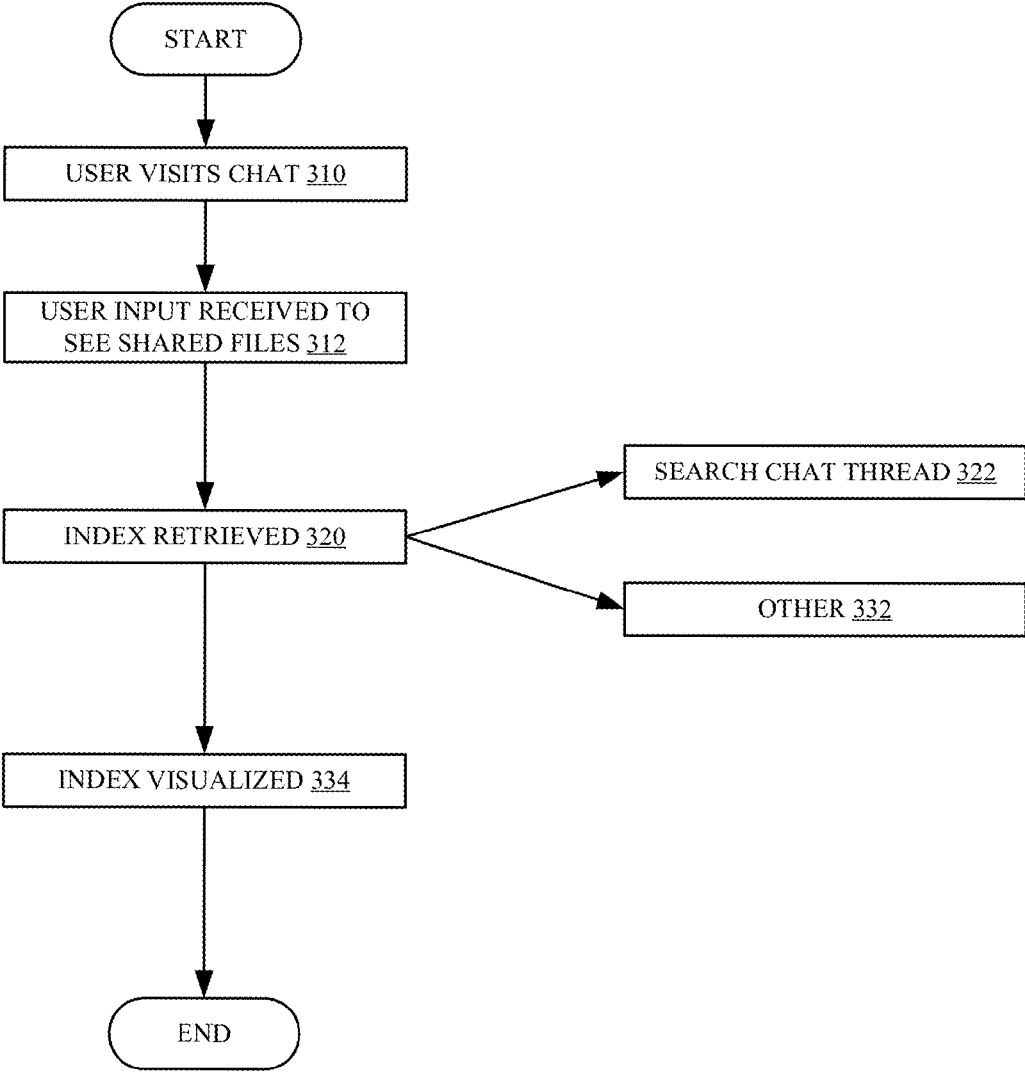 START
USER VISITS CHAT 310
USER INPUT RECEIVED TO
SEE SHARED FILES 312
SEARCH CHAT THREAD 322
INDEX RETRIEVED 320
OTHER 332
INDEX VISUALIZED 334
END